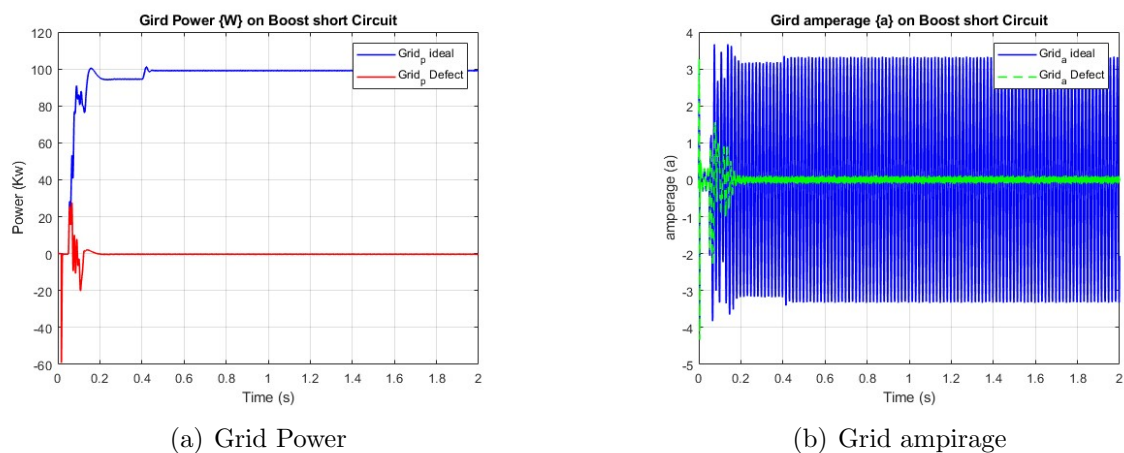 Gird Power {W} on Boost short Circuit
120
100
80
60
40
20
0
-20
-40
-60
Power (Kw)
Grid_p ideal
Grid_p Defect
0 0.2 0.4 0.6 0.8 1 1.2 1.4 1.6 1.8 2
Time (s)
(a) Grid Power
Gird amperage {a} on Boost short Circuit
4
3
2
1
0
-1
-2
-3
-4
-5
amperage (a)
Grid_a ideal
Grid_a Defect
0 0.2 0.4 0.6 0.8 1 1.2 1.4 1.6 1.8 2
Time (s)
(b) Grid ampirage